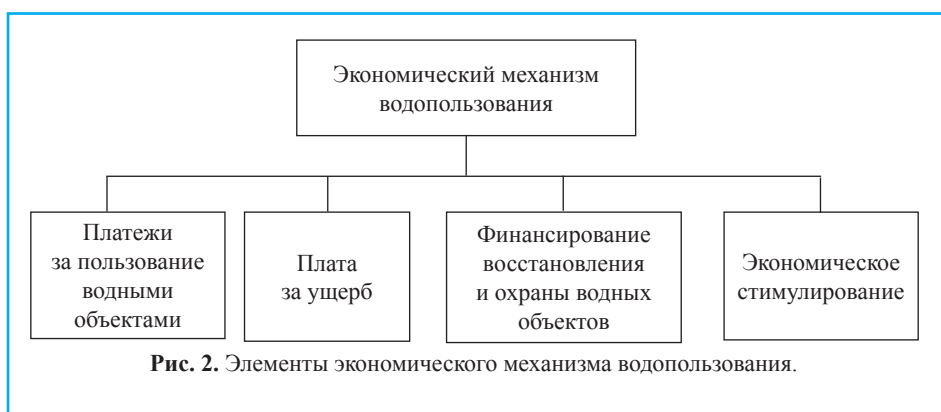 Экономический механизм
водопользования
Платежи
за пользование
водными
объектами
Плата
за ущерб
Финансирование
восстановления
и охраны водных
объектов
Экономическое
стимулирование
Рис. 2. Элементы экономического механизма водопользования.